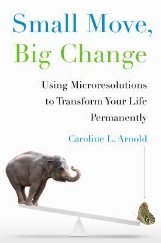 Small Move,
Big Change
Using Microresolutions
to Transform Your Life
Permanently
Caroline L. Arnold